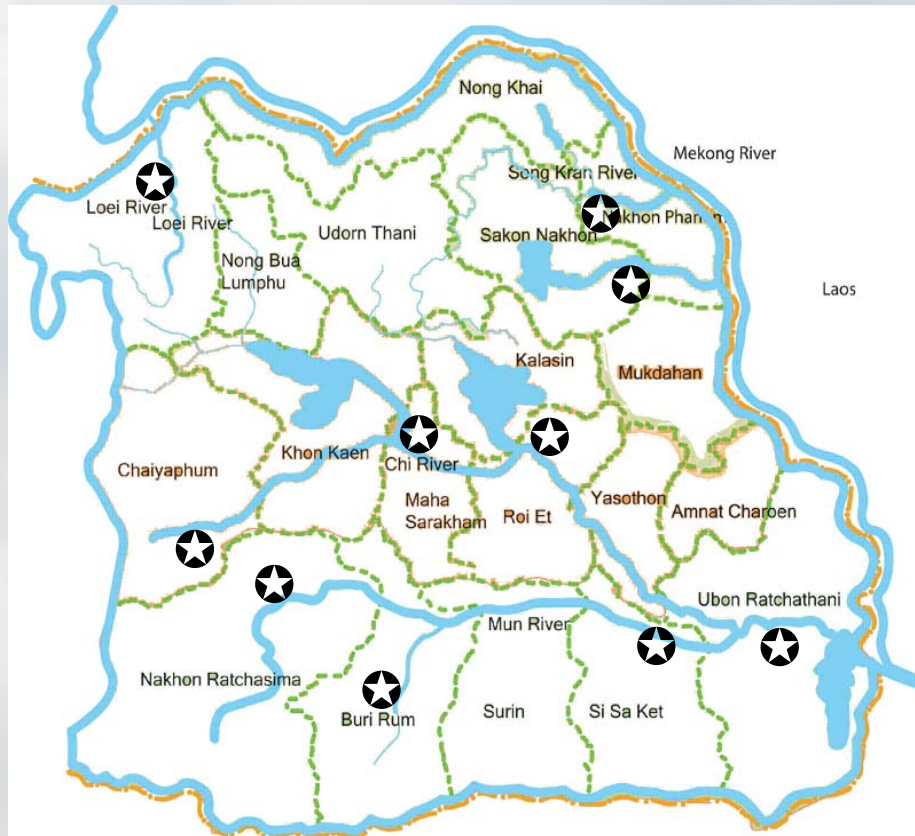 Nong Khai
Mekong River
Song Kran River
Loei River
Loei River
Nakhon Phanom
Udorn Thani
Sakon Nakhon
Nong Bua
Lumphu
Laos
Kalasin
Mukdahan
Khon Kaen
Chi River
Chaiyaphum
Maha
Sarakham
Roi Et
Yasothon
Amnat Charoen
Ubon Ratchathani
Mun River
Nakhon Ratchasima
Buri Rum
Surin
Si Sa Ket